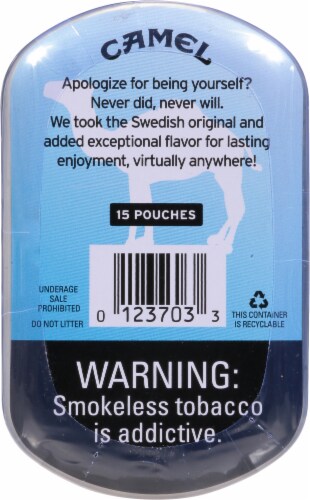 CAMEL
Apologize for being yourself?
Never did, never will.
We took the Swedish original and
added exceptional flavor for lasting
enjoyment, virtually anywhere!
15 POUCHES
UNDERAGE
SALE
PROHIBITED
DO NOT LITTER
0 123703 3
THIS CONTAINER
IS RECYCLABLE
WARNING:
Smokeless tobacco
is addictive.